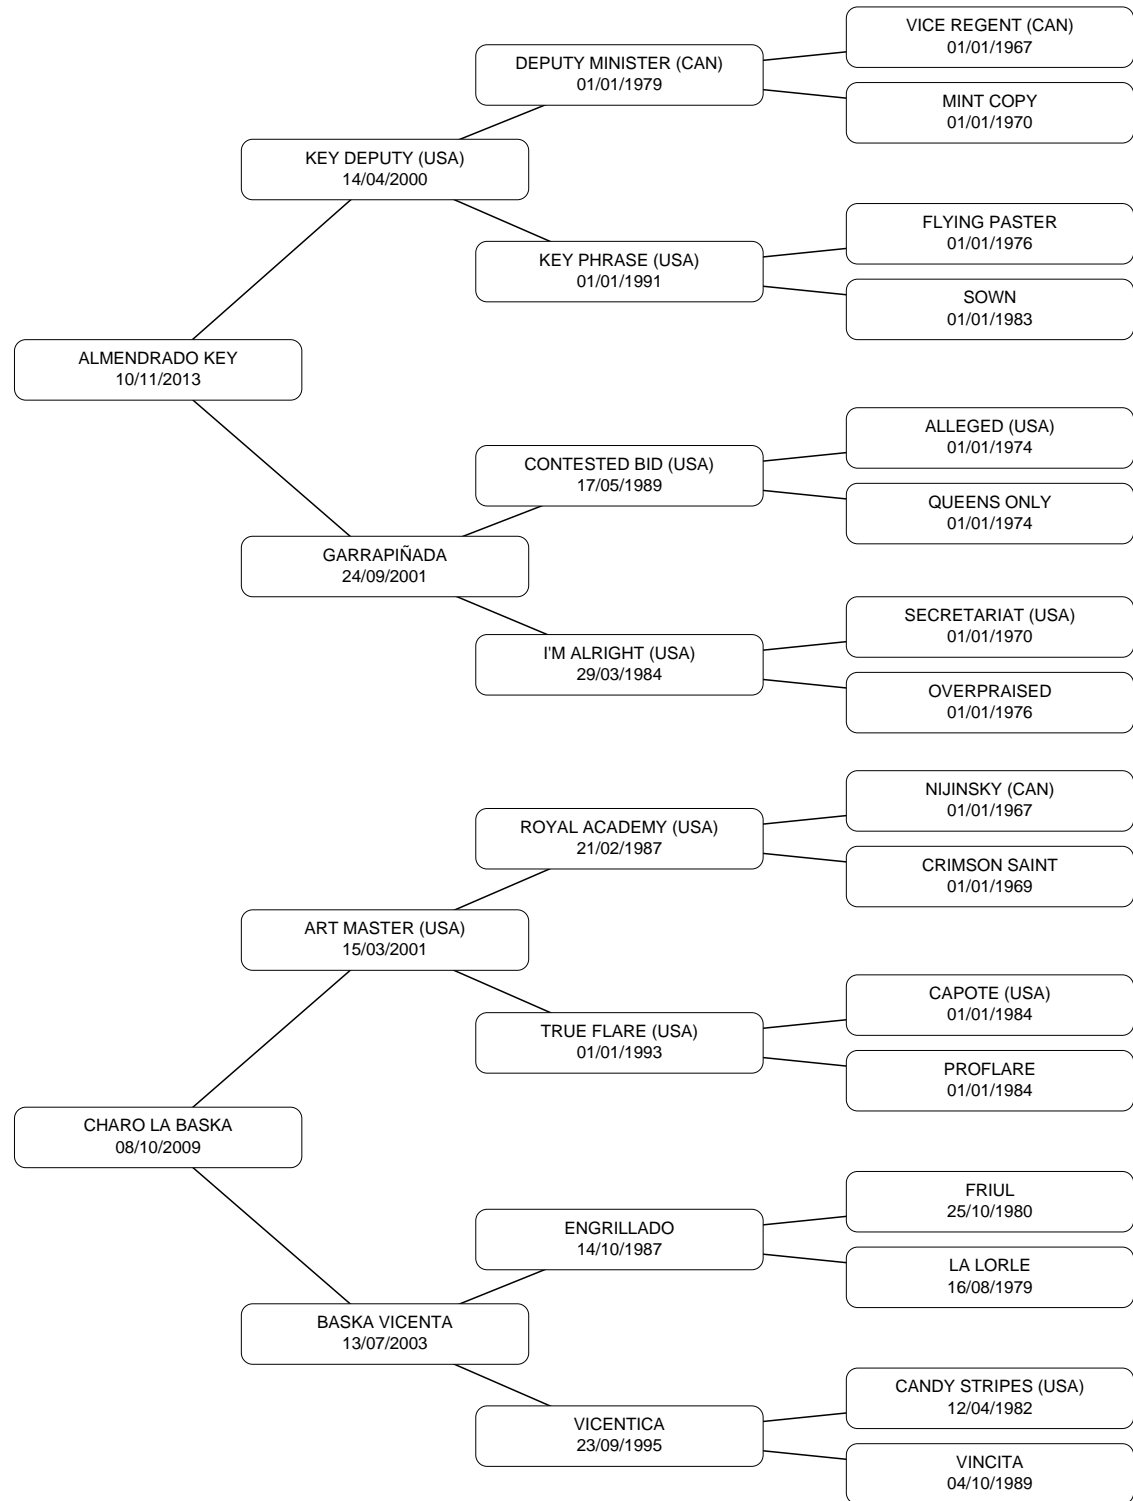 VICE REGENT (CAN)
01/01/1967
DEPUTY MINISTER (CAN)
01/01/1979
MINT COPY
01/01/1970
KEY DEPUTY (USA)
14/04/2000
FLYING PASTER
01/01/1976
KEY PHRASE (USA)
01/01/1991
SOWN
01/01/1983
ALMENDRADO KEY
10/11/2013
ALLEGED (USA)
01/01/1974
CONTESTED BID (USA)
17/05/1989
QUEENS ONLY
01/01/1974
GARRAPIÑADA
24/09/2001
SECRETARIAT (USA)
01/01/1970
I'M ALRIGHT (USA)
29/03/1984
OVERPRAISED
01/01/1976
NIJINSKY (CAN)
01/01/1967
ROYAL ACADEMY (USA)
21/02/1987
CRIMSON SAINT
01/01/1969
ART MASTER (USA)
15/03/2001
CAPOTE (USA)
01/01/1984
TRUE FLARE (USA)
01/01/1993
PROFLARE
01/01/1984
CHARO LA BASKA
08/10/2009
FRIUL
25/10/1980
ENGRILLADO
14/10/1987
LA LORLE
16/08/1979
BASKA VICENTA
13/07/2003
CANDY STRIPES (USA)
12/04/1982
VICENTICA
23/09/1995
VINCITA
04/10/1989